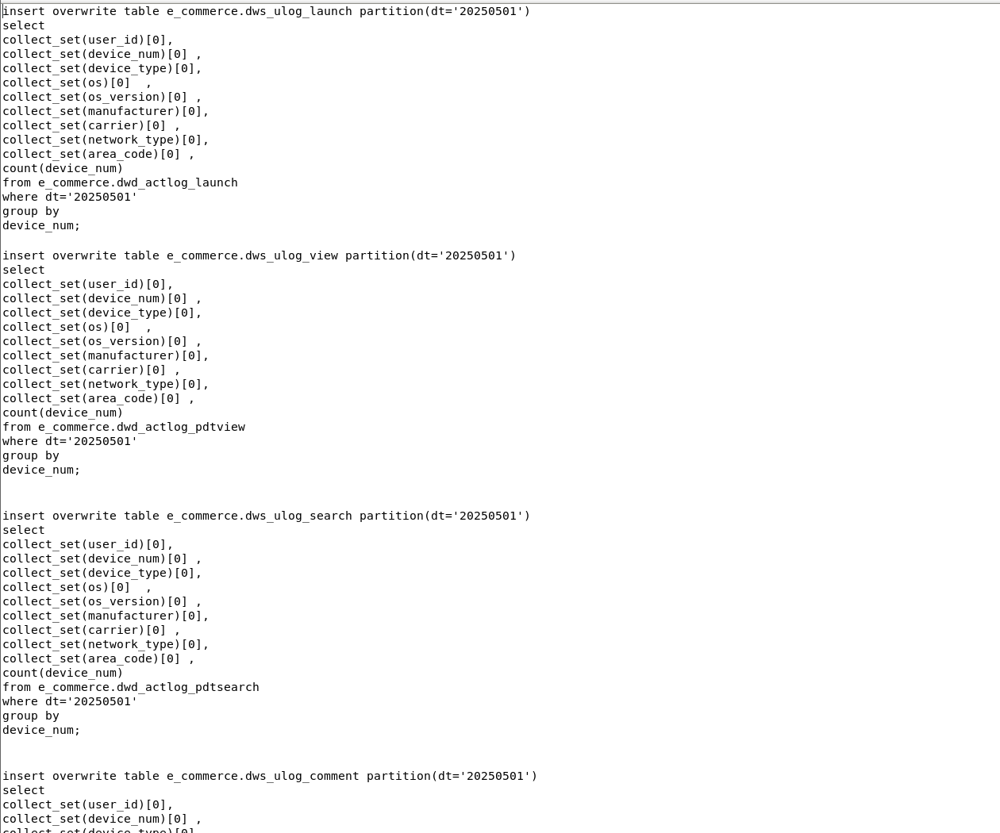 insert overwrite table e_commerce.dws_ulog_launch partition(dt='20250501')
select
collect_set(user_id)[0],
collect_set(device_num)[0] ,
collect_set(device_type)[0],
collect_set(os)[0]  ,
collect_set(os_version)[0] ,
collect_set(manufacturer)[0],
collect_set(carrier)[0] ,
collect_set(network_type)[0],
collect_set(area_code)[0] ,
count(device_num)
from e_commerce.dwd_actlog_launch
where dt='20250501'
group by
device_num;

insert overwrite table e_commerce.dws_ulog_view partition(dt='20250501')
select
collect_set(user_id)[0],
collect_set(device_num)[0] ,
collect_set(device_type)[0],
collect_set(os)[0]  ,
collect_set(os_version)[0] ,
collect_set(manufacturer)[0],
collect_set(carrier)[0] ,
collect_set(network_type)[0],
collect_set(area_code)[0] ,
count(device_num)
from e_commerce.dwd_actlog_pdtview
where dt='20250501'
group by
device_num;


insert overwrite table e_commerce.dws_ulog_search partition(dt='20250501')
select
collect_set(user_id)[0],
collect_set(device_num)[0] ,
collect_set(device_type)[0],
collect_set(os)[0]  ,
collect_set(os_version)[0] ,
collect_set(manufacturer)[0],
collect_set(carrier)[0] ,
collect_set(network_type)[0],
collect_set(area_code)[0] ,
count(device_num)
from e_commerce.dwd_actlog_pdtsearch
where dt='20250501'
group by
device_num;


insert overwrite table e_commerce.dws_ulog_comment partition(dt='20250501')
select
collect_set(user_id)[0],
collect_set(device_num)[0] ,
collect_set(device_type)[0]